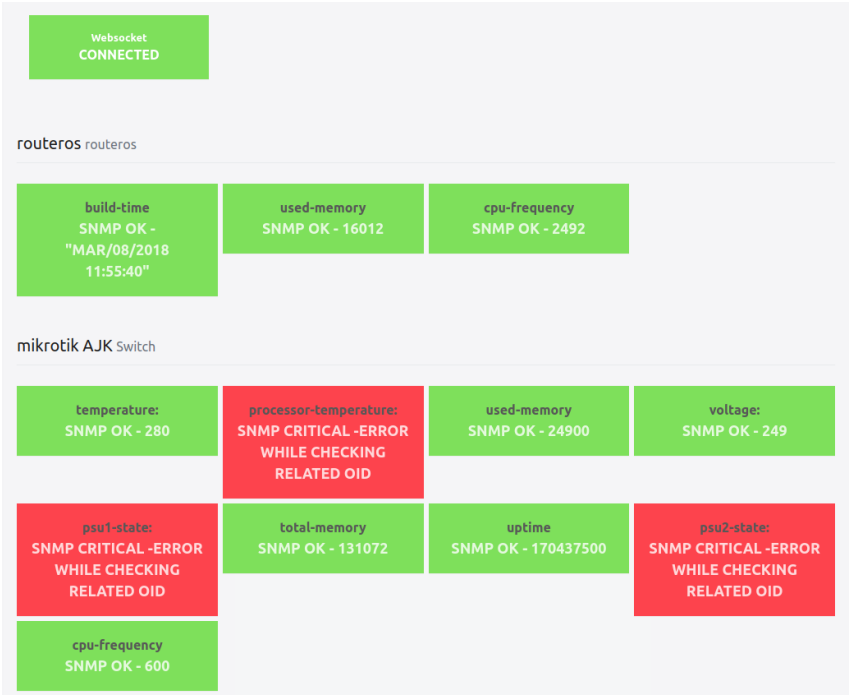 Websocket
CONNECTED
routeros routeros
build-time
SNMP OK -
"MAR/08/2018
11:55:40"
used-memory
SNMP OK - 16012
cpu-frequency
SNMP OK - 2492
mikrotik AJK Switch
temperature:
SNMP OK - 280
processor-temperature:
SNMP CRITICAL -ERROR
WHILE CHECKING
RELATED OID
used-memory
SNMP OK - 24900
voltage:
SNMP OK - 249
psu1-state:
SNMP CRITICAL -ERROR
WHILE CHECKING
RELATED OID
total-memory
SNMP OK - 131072
uptime
SNMP OK - 170437500
psu2-state:
SNMP CRITICAL -ERROR
WHILE CHECKING
RELATED OID
cpu-frequency
SNMP OK - 600